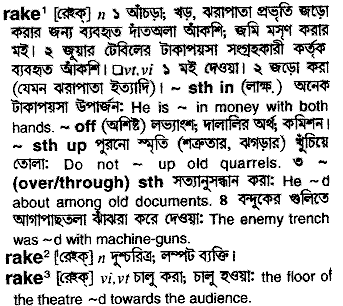 rake¹ [রেইক্] n ১ আঁচড়া; খড়, ঝরাপাতা প্রভৃতি জড়ো
করার জন্য ব্যবহৃত দাঁতঅলা আঁকশি; জমি মসৃণ করার
মই। ২ জুয়ার টেবিলের টাকাপয়সা সংগ্রহকারী কর্তৃক
ব্যবহৃত আঁকশি। □vt,vi ১ মই দেওয়া। ২ জড়ো করা
(যেমন ঝরাপাতা ইত্যাদি)। ~ sth in (লাক্ষ.) অনেক
টাকাপয়সা উপার্জন: He is ~ in money with both
hands. ~ off (অশিষ্ট) লভ্যাংশ; দালালির অর্থ; কমিশন।
~ sth up পুরনো স্মৃতি (শত্রুতার, ঝগড়ার) খুঁচিয়ে
তোলা: Do not ~ up old quarrels. ৩ ~
(over/through) sth সত্যানুসন্ধান করা: He ~d
about among old documents. ৪ বন্দুকের গুলিতে
আগাপাছতলা ঝাঁঝরা করে দেওয়া: The enemy trench
was ~d with machine-guns.
rake² [রেইক্] n দুশ্চরিত্র; লম্পট ব্যক্তি।
rake³ [রেইক্] vi,vt চালু করা; চালু হওয়া: the floor of
the theatre ~d towards the audience.